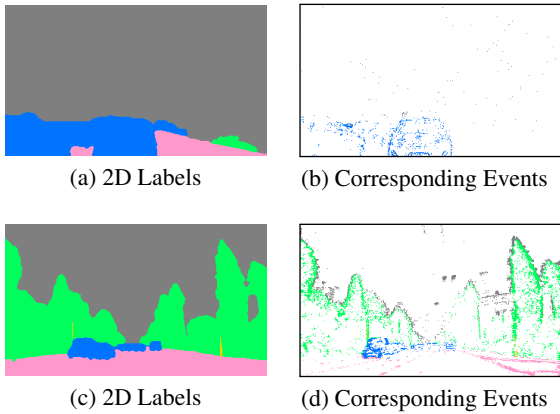 (a) 2D Labels
(b) Corresponding Events
(c) 2D Labels
(d) Corresponding Events